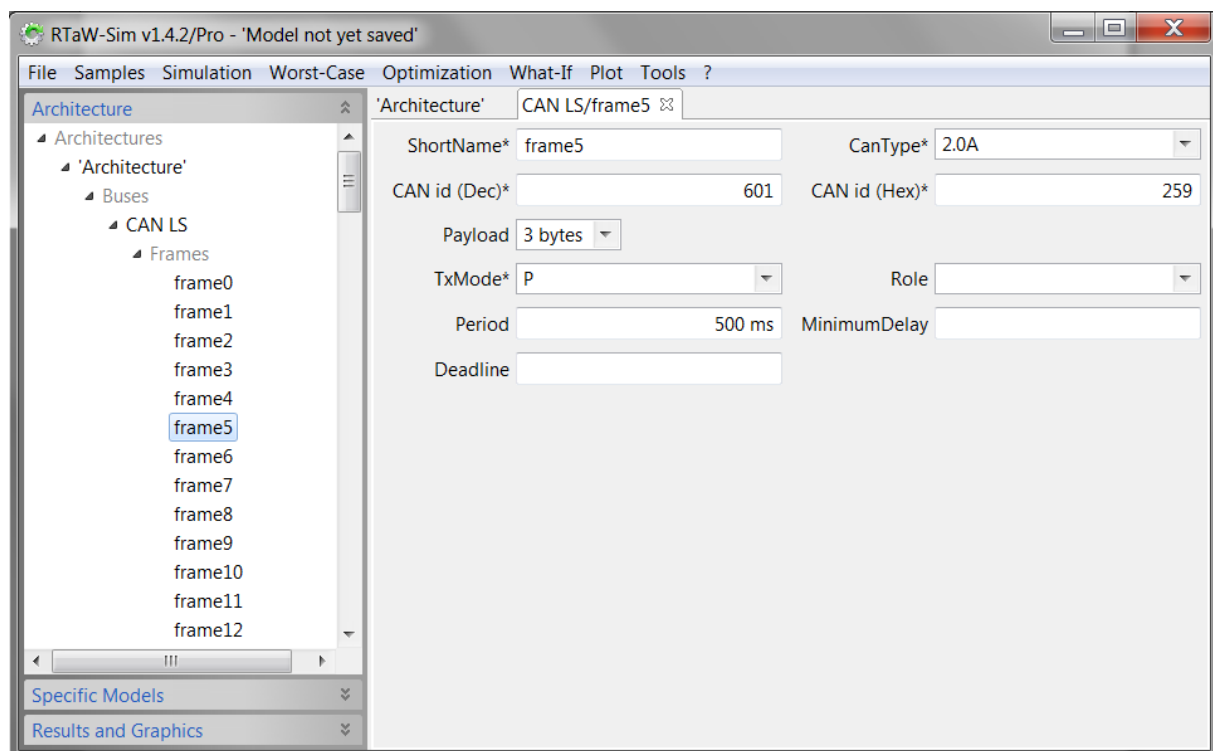 RTaW-Sim v1.4.2/Pro - 'Model not yet saved'
File Samples Simulation Worst-Case Optimization What-If Plot Tools ?
Architecture
Architectures
'Architecture'
Buses
CAN LS
Frames
frame0
frame1
frame2
frame3
frame4
frame5
frame6
frame7
frame8
frame9
frame10
frame11
frame12
Specific Models
Results and Graphics
'Architecture' CAN LS/frame5
ShortName* frame5 CanType* 2.0A
CAN id (Dec)* 601 CAN id (Hex)* 259
Payload 3 bytes
TxMode* P Role
Period 500 ms MinimumDelay
Deadline